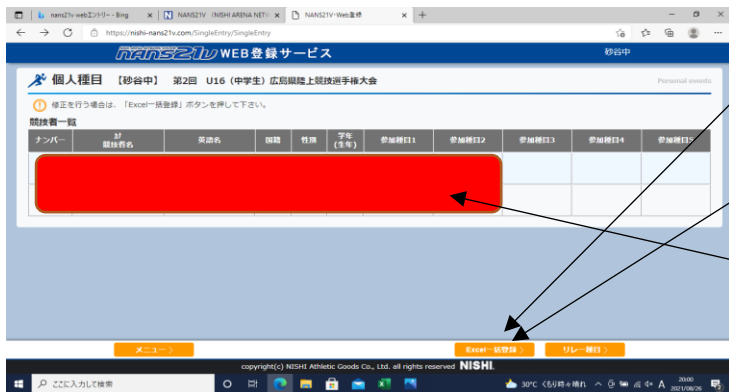 nans21v webエントリー - Bing
NANS21V（NISHI ARENA NETW
NANS21V-Web登録
https://nishi-nans21v.com/SingleEntry/SingleEntry
NANS21V WEB登録サービス
砂谷中
個人種目 【砂谷中】 第2回 U16（中学生）広島県陸上競技選手権大会
Personal events
修正を行う場合は、「Excel一括登録」ボタンを押して下さい。
競技者一覧
ナンバー
競技者名
英語名
国籍
性別
学年
(生年)
参加種目1
参加種目2
参加種目3
参加種目4
参加種目5
メニュー
Excel一括登録
リレー種目
copyright(c) NISHI Athletic Goods Co., Ltd. all rights reserved NISHI.
ここに入力して検索
30°C くもり時々晴れ
A
20:00
2021/08/26